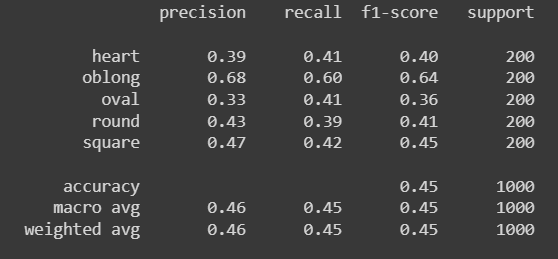 precision recall f1-score support
heart 0.39 0.41 0.40 200
oblong 0.68 0.60 0.64 200
oval 0.33 0.41 0.36 200
round 0.43 0.39 0.41 200
square 0.47 0.42 0.45 200
accuracy 0.45 1000
macro avg 0.46 0.45 0.45 1000
weighted avg 0.46 0.45 0.45 1000